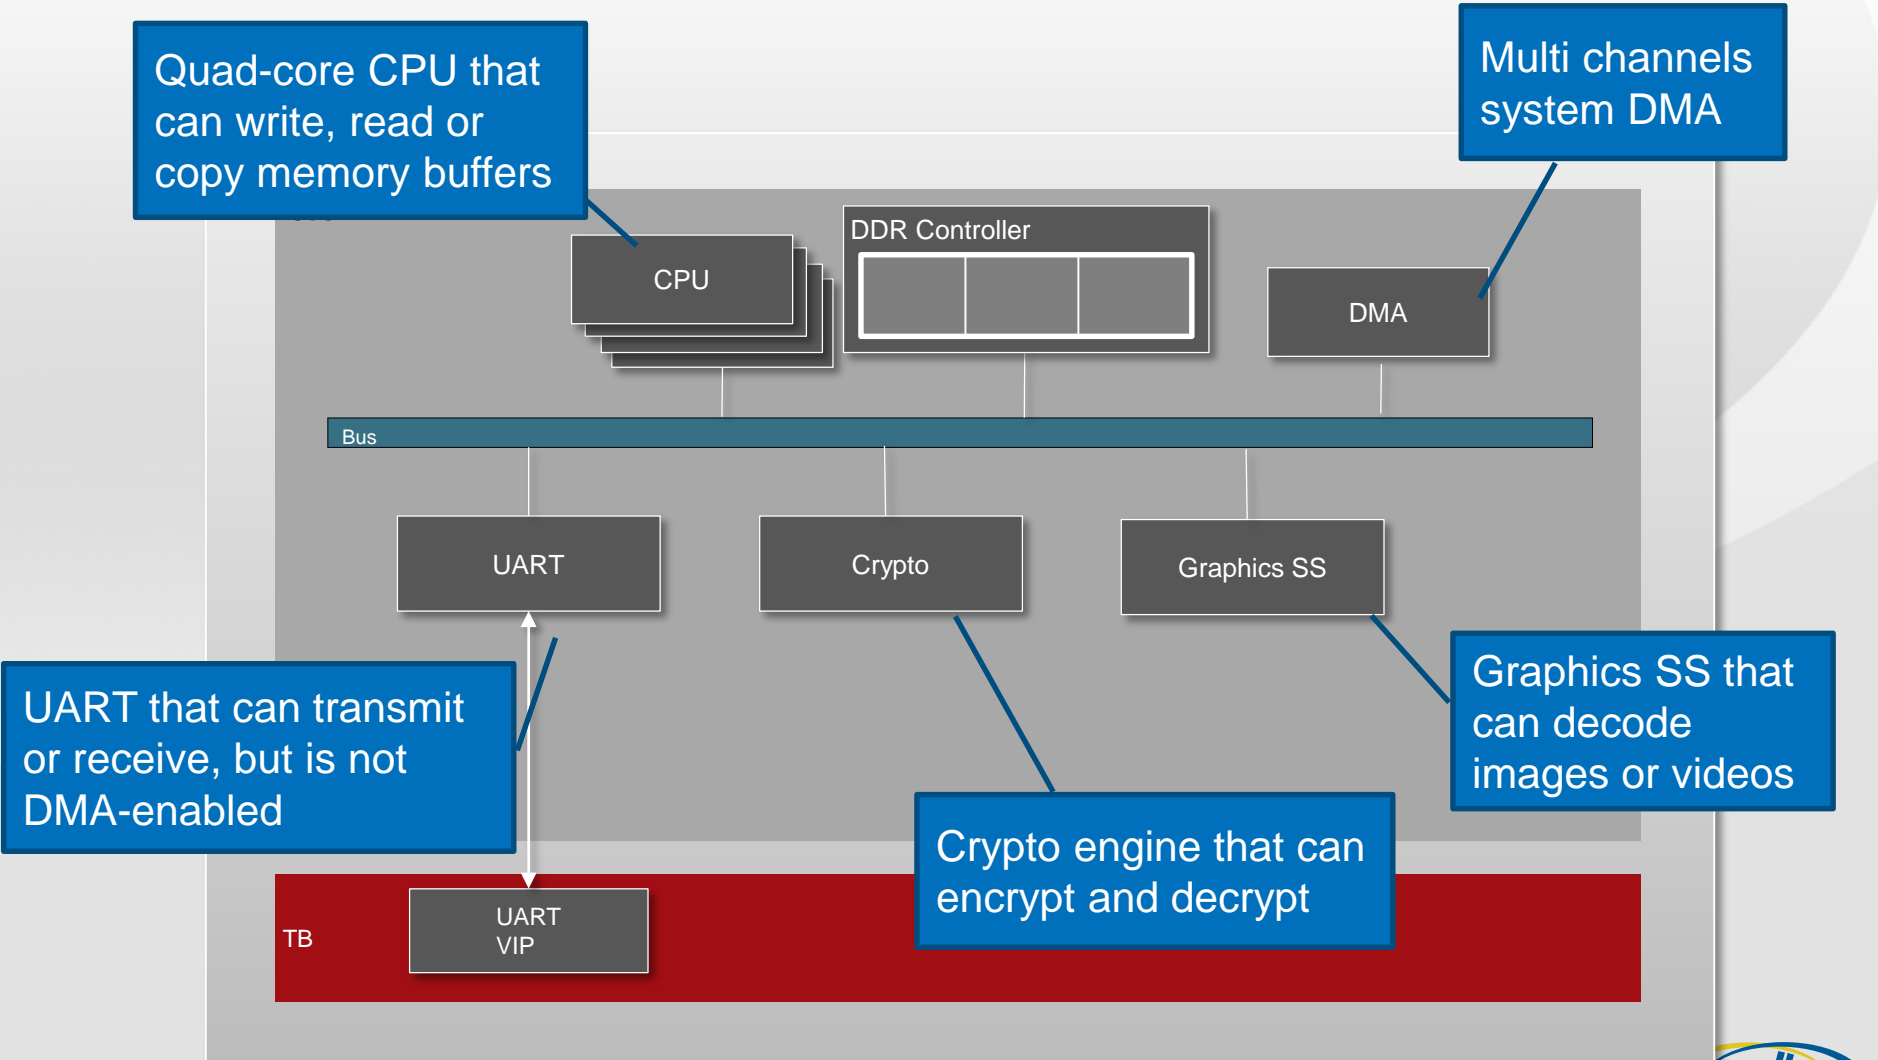 Quad-core CPU that
can write, read or
copy memory buffers
Multi channels
system DMA
CPU
DDR Controller
DMA
Bus
UART
Crypto
Graphics SS
UART that can transmit
or receive, but is not
DMA-enabled
Graphics SS that
can decode
images or videos
Crypto engine that can
encrypt and decrypt
TB
UART
VIP